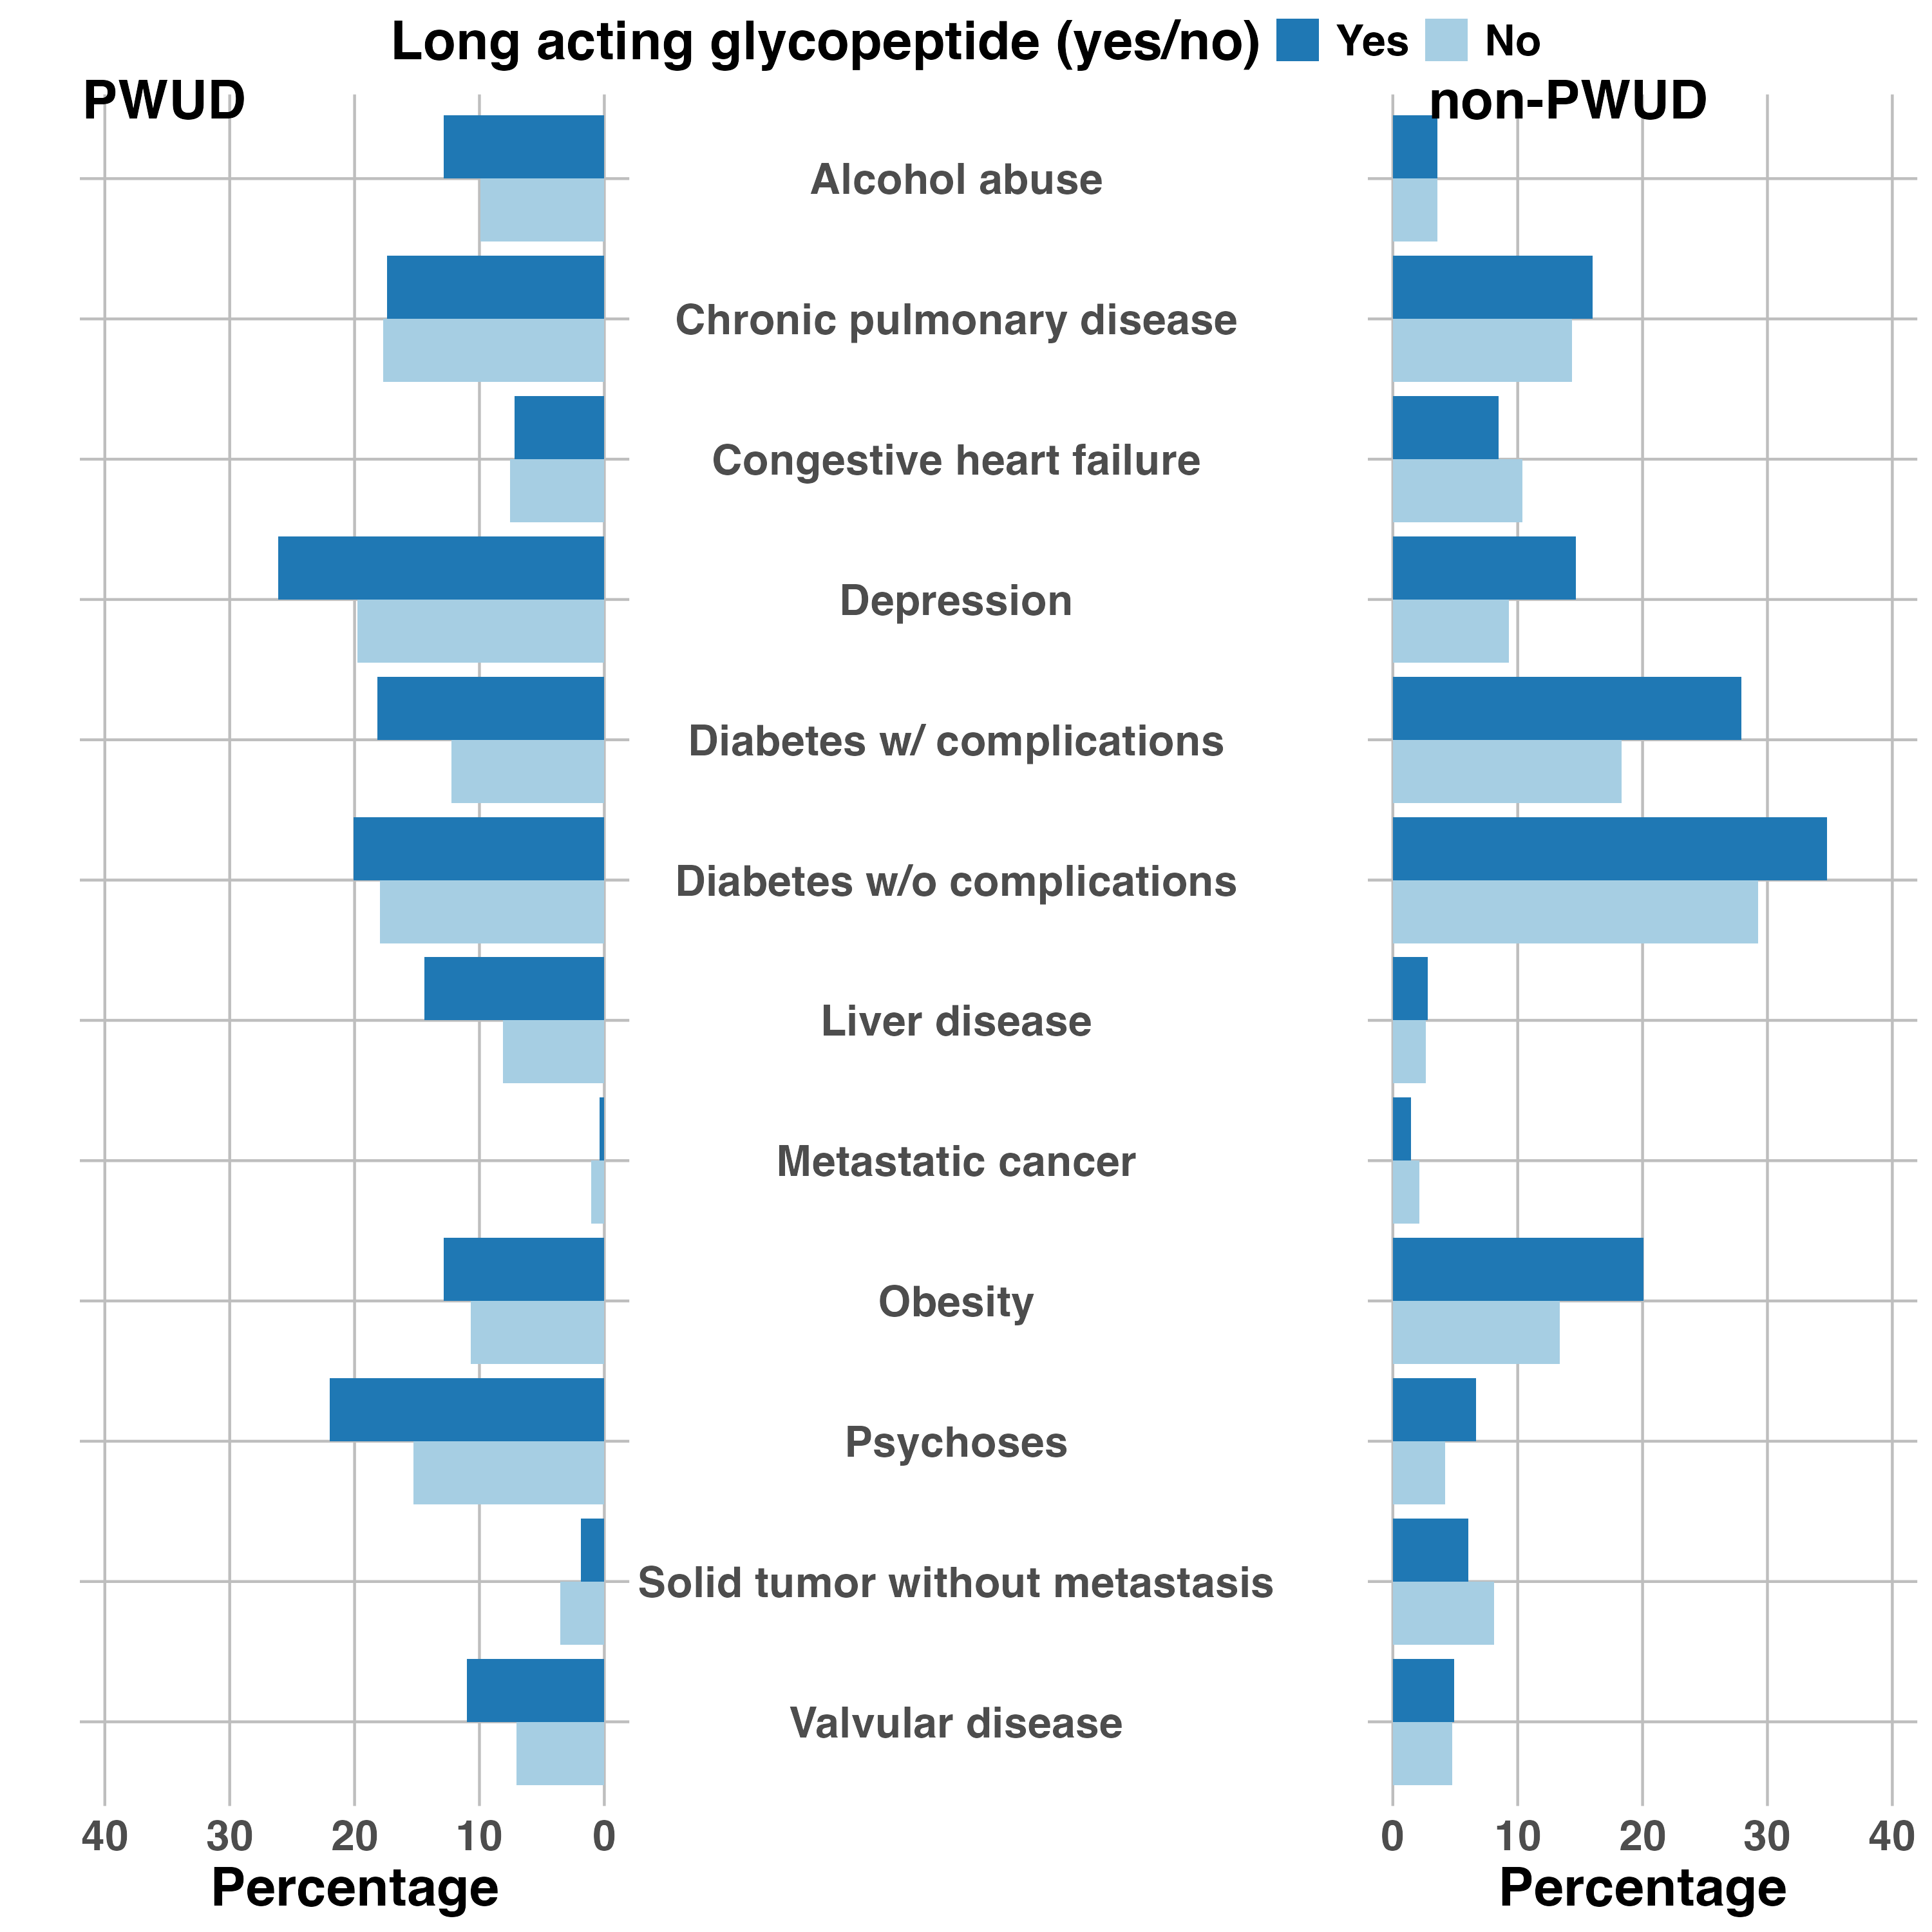 Long acting glycopeptide (yes/no) Yes No
PWUD non-PWUD
Alcohol abuse
Chronic pulmonary disease
Congestive heart failure
Depression
Diabetes w/ complications
Diabetes w/o complications
Liver disease
Metastatic cancer
Obesity
Psychoses
Solid tumor without metastasis
Valvular disease
40 30 20 10 0 0 10 20 30 40
Percentage Percentage